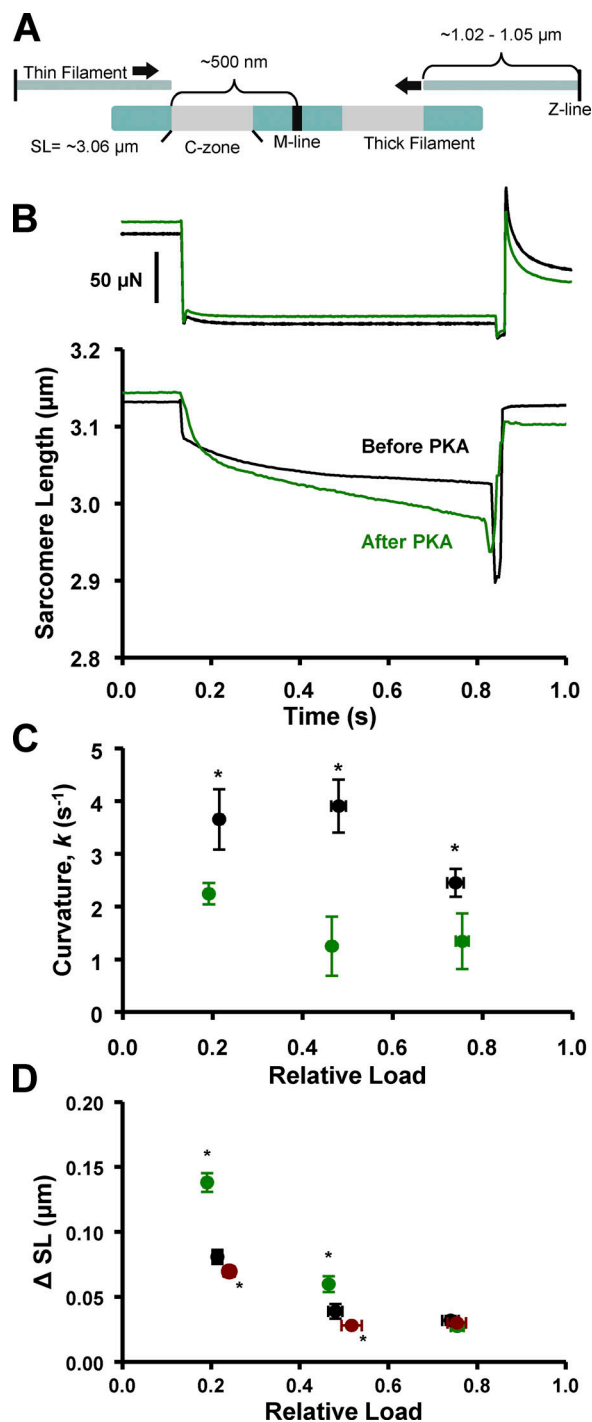 A
~1.02 - 1.05 µm
Thin Filament
~500 nm
Z-line
SL= ~3.06 µm
C-zone
M-line
Thick Filament
B
50 µN
3.2
3.1
3.0
2.9
2.8
Sarcomere Length (µm)
Before PKA
After PKA
0.0 0.2 0.4 0.6 0.8 1.0
Time (s)
C
5
4
3
2
1
0
Curvature, k (s-1)
* * *
0.0 0.2 0.4 0.6 0.8 1.0
Relative Load
D
0.20
0.15
0.10
0.05
0.00
Δ SL (µm)
* *
* *
0.0 0.2 0.4 0.6 0.8 1.0
Relative Load